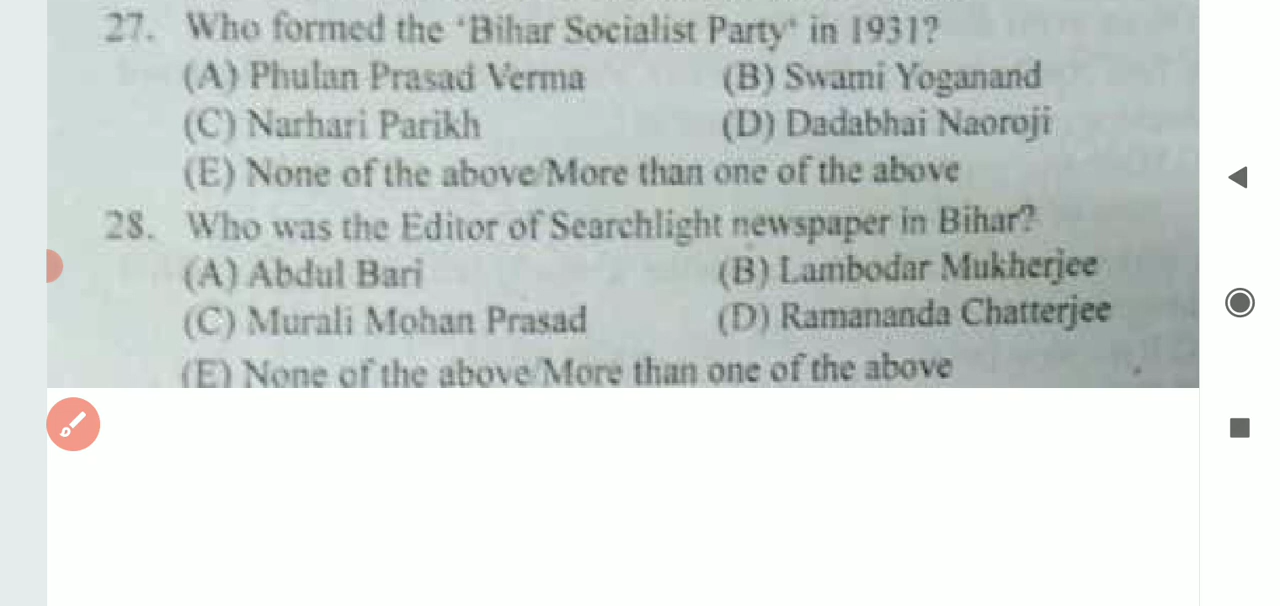 27. Who formed the 'Bihar Socialist Party' in 1931?
(A) Phulan Prasad Verma (B) Swami Yoganand
(C) Narhari Parikh (D) Dadabhai Naoroji
(E) None of the above/More than one of the above
28. Who was the Editor of Searchlight newspaper in Bihar?
(A) Abdul Bari (B) Lambodar Mukherjee
(C) Murali Mohan Prasad (D) Ramananda Chatterjee
(E) None of the above/More than one of the above